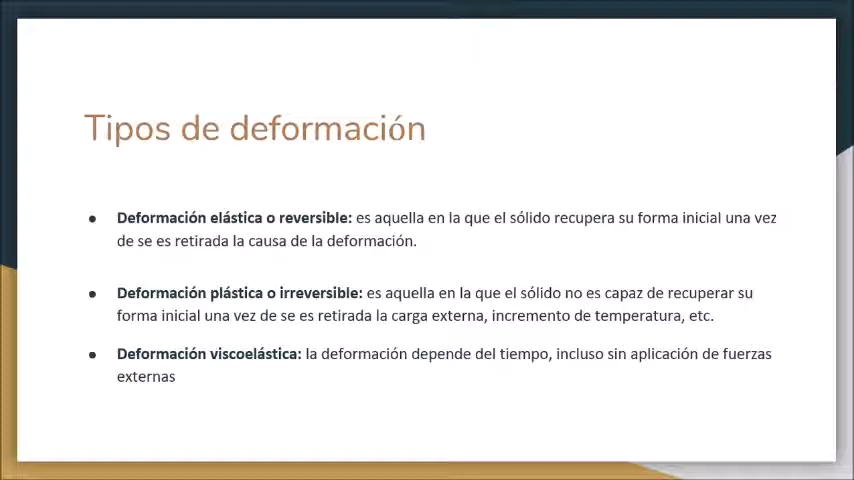 Tipos de deformación
● Deformación elástica o reversible: es aquella en la que el sólido recupera su forma inicial una vez
de se es retirada la causa de la deformación.
● Deformación plástica o irreversible: es aquella en la que el sólido no es capaz de recuperar su
forma inicial una vez de se es retirada la carga externa, incremento de temperatura, etc.
● Deformación viscoelástica: la deformación depende del tiempo, incluso sin aplicación de fuerzas
externas